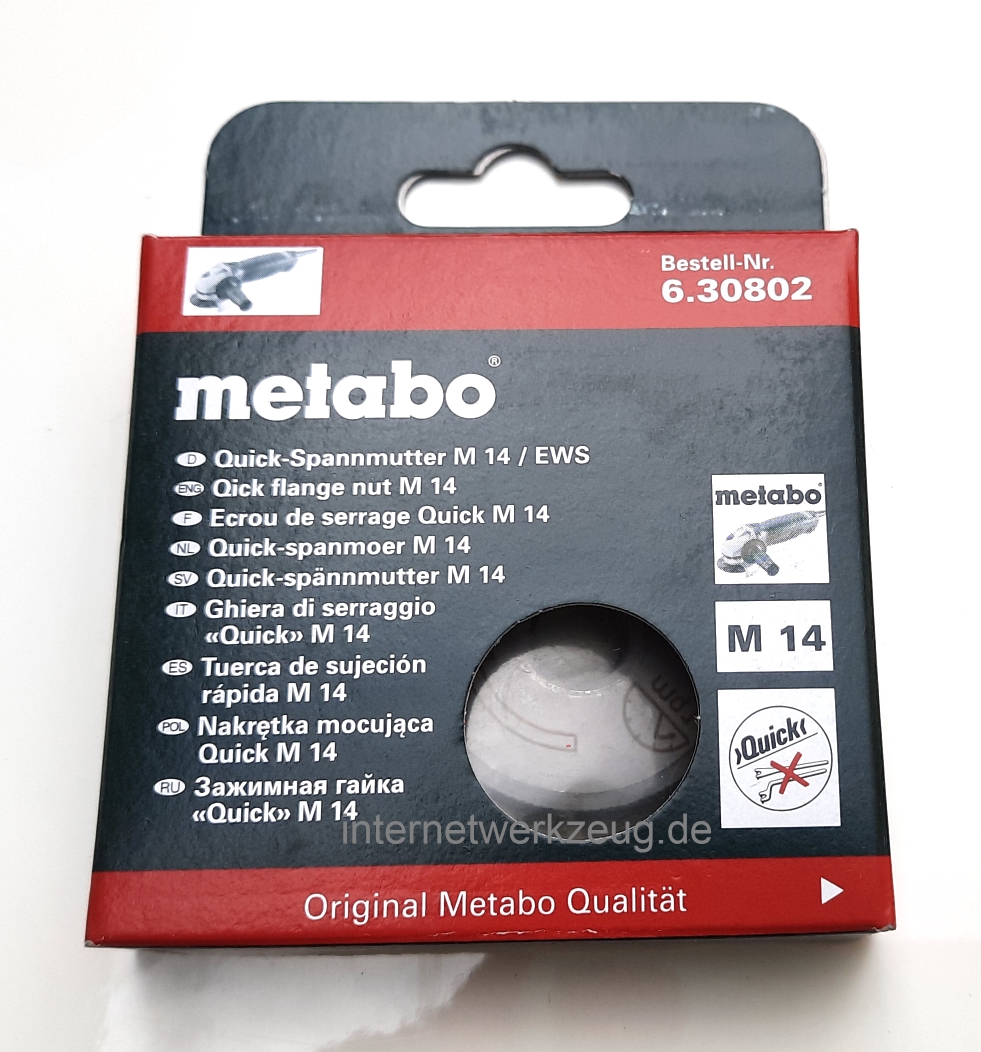 Bestell-Nr.
6.30802
metabo®
D Quick-Spannmutter M 14 / EWS
ENG Qick flange nut M 14
F Ecrou de serrage Quick M 14
NL Quick-spanmoer M 14
SV Quick-spännmutter M 14
IT Ghiera di serraggio
«Quick» M 14
ES Tuerca de sujeción
rápida M 14
POL Nakrętka mocująca
Quick M 14
RU Зажимная гайка
«Quick» M 14
metabo®
M 14
›Quick‹
rpm
internetwerkzeug.de
Original Metabo Qualität